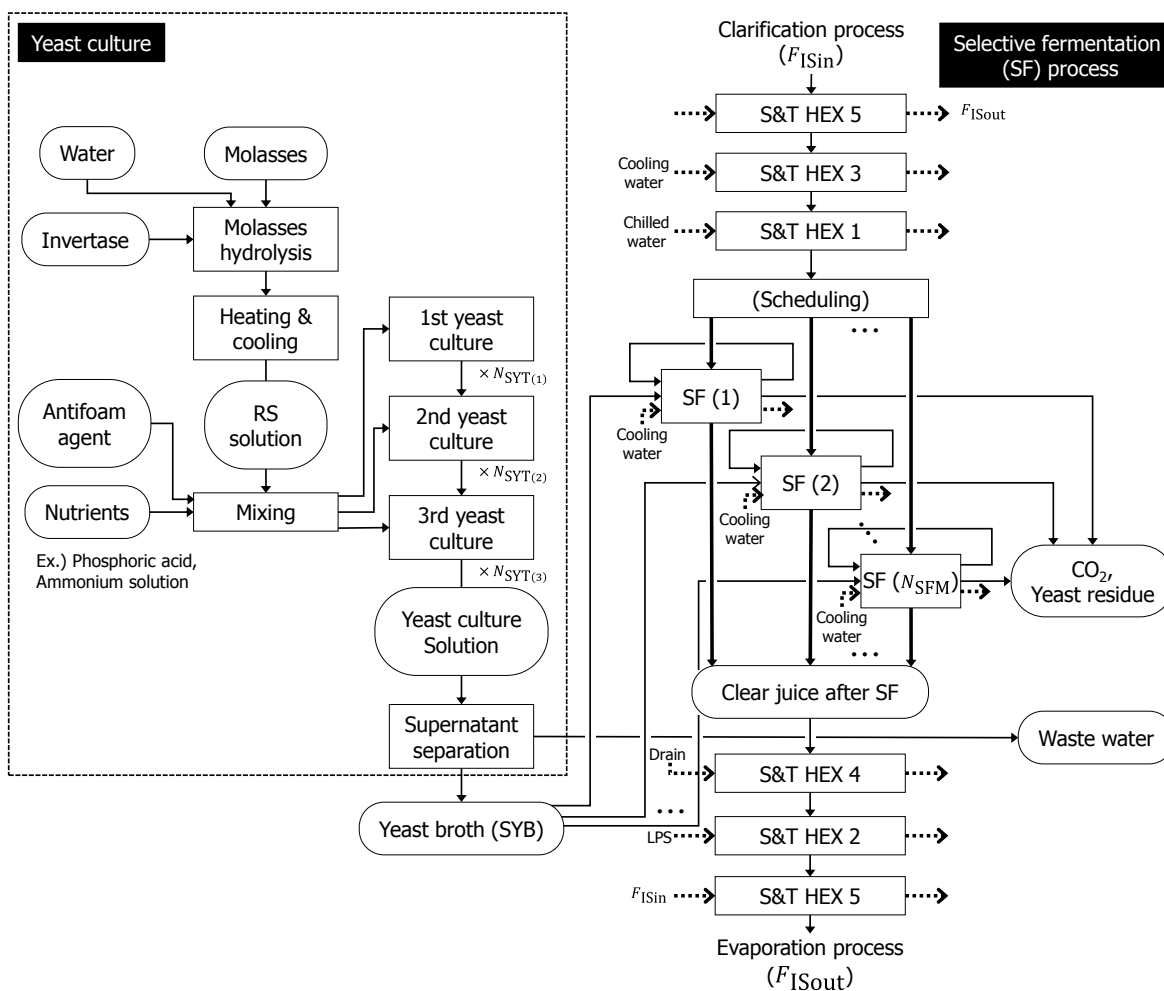 Yeast culture
Water
Molasses
Invertase
Molasses
hydrolysis
Heating &
cooling
Antifoam
agent
RS
solution
Nutrients
Mixing
Ex.) Phosphoric acid,
Ammonium solution
1st yeast
culture
× N_SYT(1)
2nd yeast
culture
× N_SYT(2)
3rd yeast
culture
× N_SYT(3)
Yeast culture
Solution
Supernatant
separation
Yeast broth (SYB)
Selective fermentation
(SF) process
Clarification process
(F_ISin)
S&T HEX 5
F_ISout
Cooling
water
S&T HEX 3
Chilled
water
S&T HEX 1
(Scheduling)
SF (1)
Cooling
water
SF (2)
Cooling
water
SF (N_SFM)
Cooling
water
CO₂,
Yeast residue
Clear juice after SF
Waste water
Drain
S&T HEX 4
LPS
S&T HEX 2
F_ISin
S&T HEX 5
Evaporation process
(F_ISout)